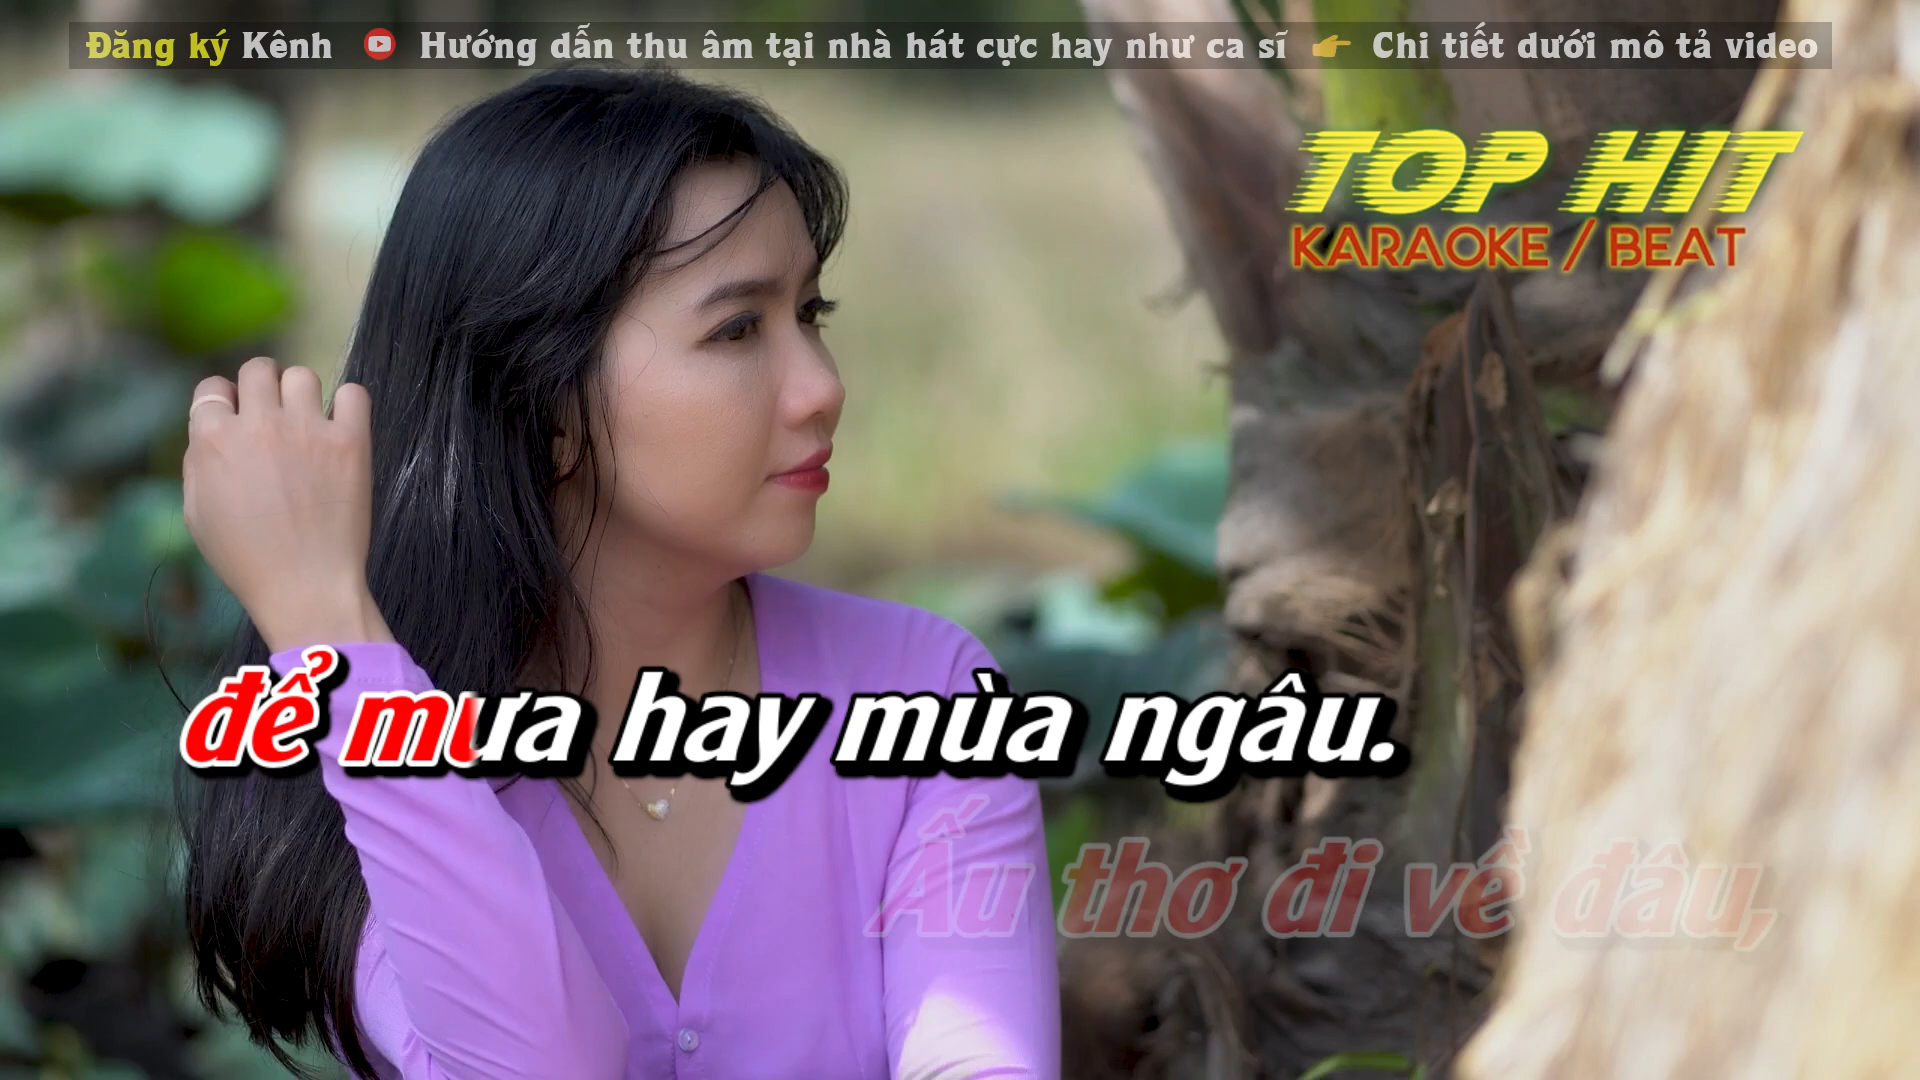 Đăng ký Kênh Hướng dẫn thu âm tại nhà hát cực hay như ca sĩ 👉 Chi tiết dưới mô tả video
TOP HIT
KARAOKE / BEAT
để mưa hay mùa ngâu.
Ấu thơ đi về đâu,